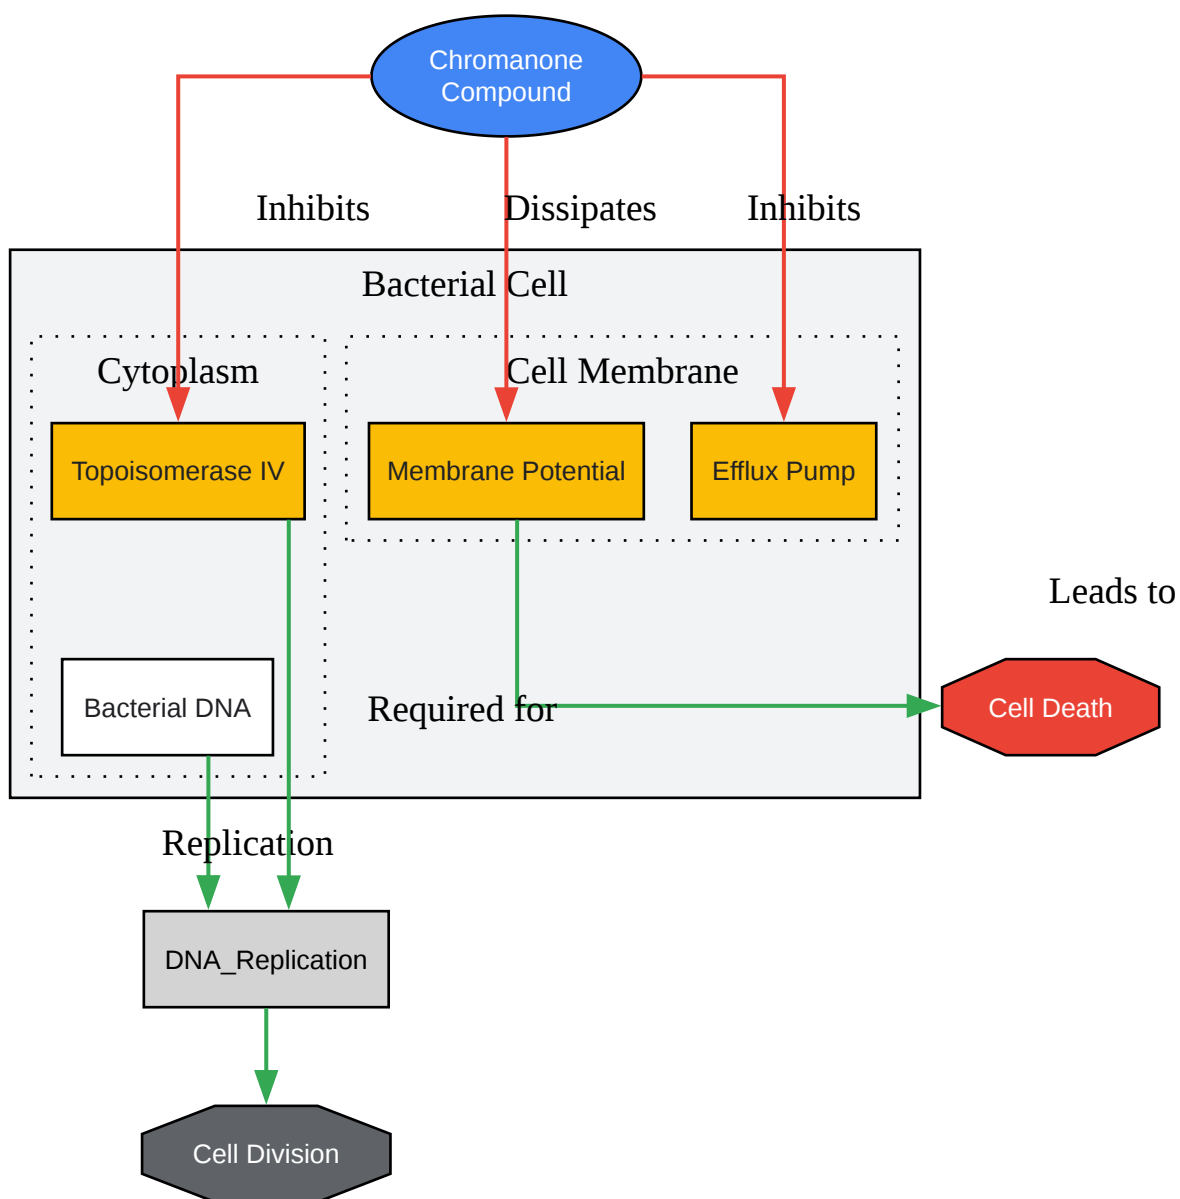 Chromanone
Compound
Inhibits
Dissipates
Inhibits
Bacterial Cell
Cytoplasm
Cell Membrane
Topoisomerase IV
Membrane Potential
Efflux Pump
Leads to
Bacterial DNA
Required for
Cell Death
Replication
DNA_Replication
Cell Division